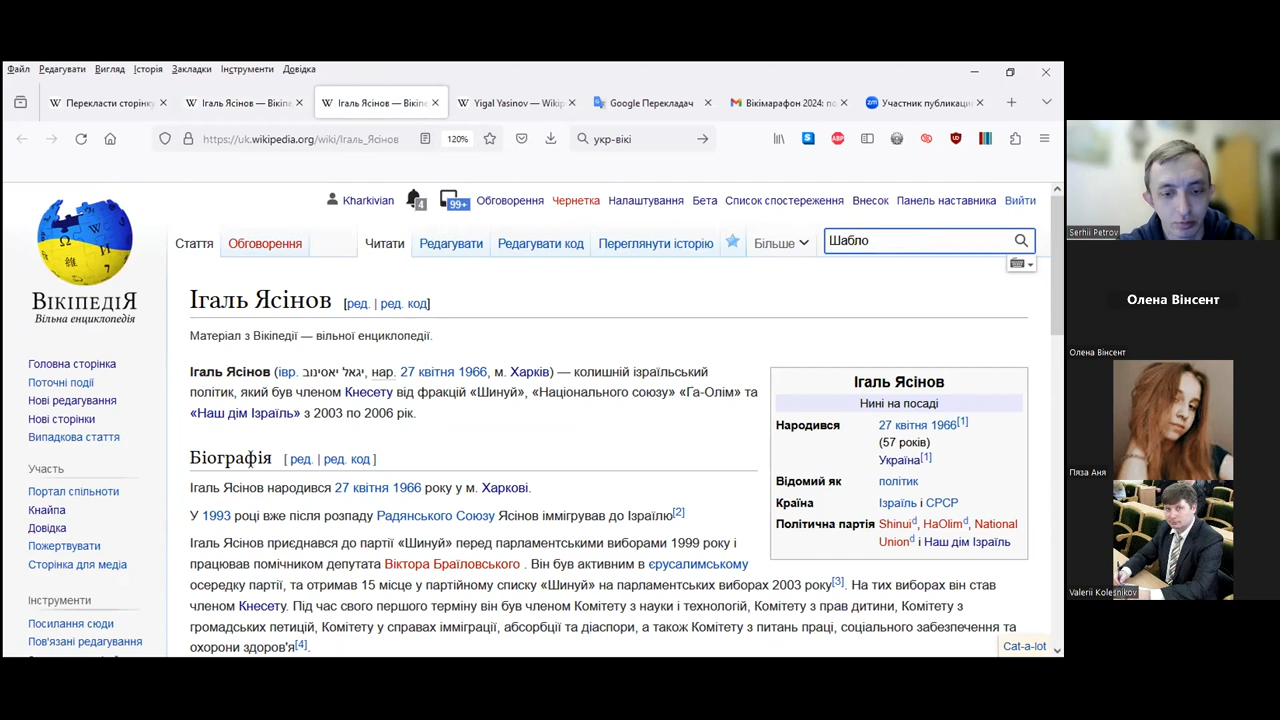 Файл Редагувати Вигляд Історія Закладки Інструменти Довідка
Перекласти сторінку Ігаль Ясінов — Вікіпе Ігаль Ясінов — Вікіпе Yigal Yasinov — Wikip Google Перекладач Вікімарафон 2024: по Участник публикаци
https://uk.wikipedia.org/wiki/Ігаль_Ясінов 120% укр-вікі
Kharkivian 4 99+ Обговорення Чернетка Налаштування Бета Список спостереження Внесок Панель наставника Вийти
Стаття Обговорення Читати Редагувати Редагувати код Переглянути історію Більше Шабло
ВікіпедіЯ
Вільна енциклопедія
Головна сторінка
Поточні події
Нові редагування
Нові сторінки
Випадкова стаття
Участь
Портал спільноти
Кнайпа
Довідка
Пожертвувати
Сторінка для медіа
Інструменти
Посилання сюди
Пов'язані редагування
Ігаль Ясінов [ред. | ред. код]
Матеріал з Вікіпедії — вільної енциклопедії.
Ігаль Ясінов (івр. יגאל יאסינוב, нар. 27 квітня 1966, м. Харків) — колишній ізраїльський
політик, який був членом Кнесету від фракцій «Шинуй», «Національного союзу» «Га-Олім» та
«Наш дім Ізраїль» з 2003 по 2006 рік.
Біографія [ ред. | ред. код ]
Ігаль Ясінов народився 27 квітня 1966 року у м. Харкові.
У 1993 році вже після розпаду Радянського Союзу Ясінов іммігрував до Ізраїлю[2]
Ігаль Ясінов приєднався до партії «Шинуй» перед парламентськими виборами 1999 року і
працював помічником депутата Віктора Браїловського . Він був активним в єрусалимському
осередку партії, та отримав 15 місце у партійному списку «Шинуй» на парламентських виборах 2003 року[3]. На тих виборах він став
членом Кнесету. Під час свого першого терміну він був членом Комітету з науки і технологій, Комітету з прав дитини, Комітету з
громадських петицій, Комітету у справах імміграції, абсорбції та діаспори, а також Комітету з питань праці, соціального забезпечення та
охорони здоров'я[4].
Ігаль Ясінов
Нині на посаді
Народився 27 квітня 1966[1]
(57 років)
Україна[1]
Відомий як політик
Країна Ізраїль і СРСР
Політична партія Shinuid, HaOlimd, National
Uniond і Наш дім Ізраїль
Cat-a-lot
Serhii Petrov
Олена Вінсент
Олена Вінсент
Пяза Аня
Valerii Kolesnikov